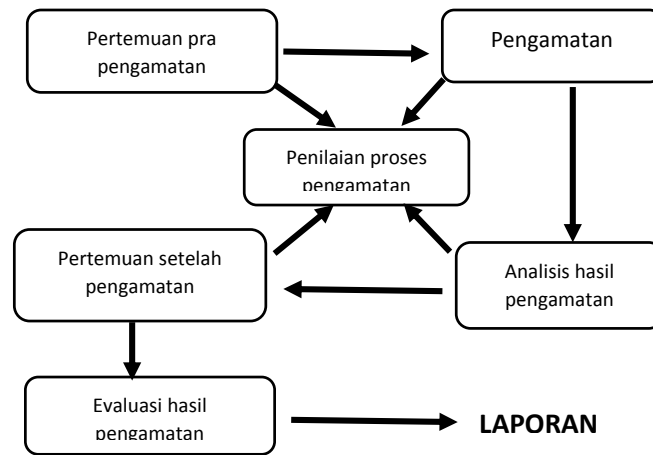 Pertemuan pra
pengamatan
Pengamatan
Penilaian proses
pengamatan
Pertemuan setelah
pengamatan
Analisis hasil
pengamatan
Evaluasi hasil
pengamatan
LAPORAN